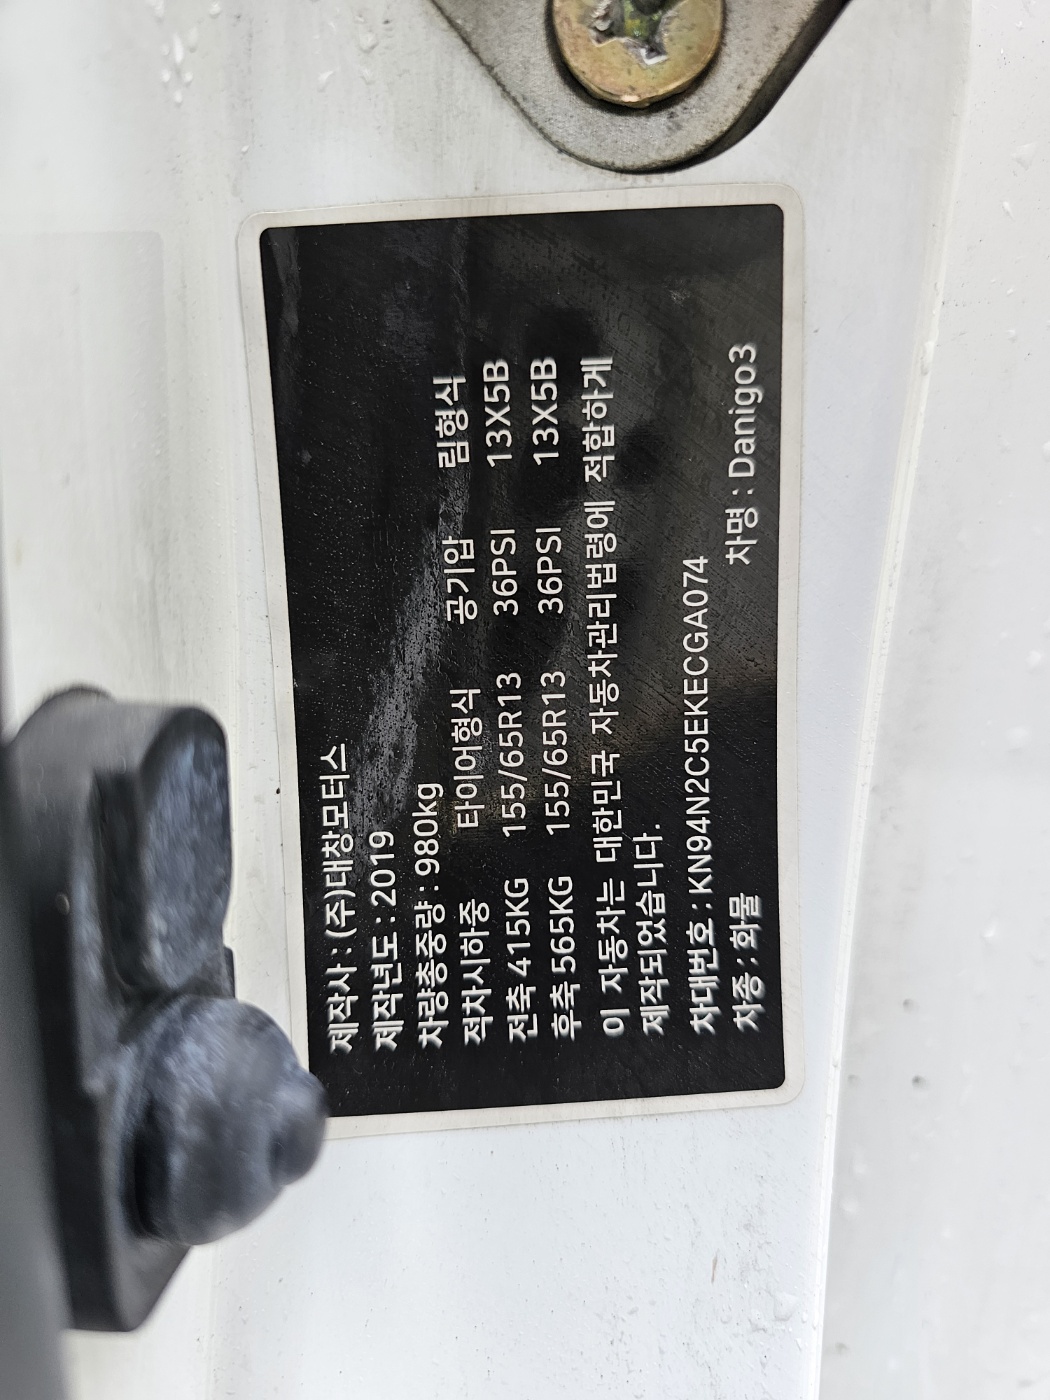 제작사 : (주)대창모터스
제작년도 : 2019
차량총중량 : 980kg
적차시하중 타이어형식 공기압 림형식
전축 415KG 155/65R13 36PSI 13X5B
후축 565KG 155/65R13 36PSI 13X5B
이 자동차는 대한민국 자동차관리법령에 적합하게
제작되었습니다.
차대번호 : KN94N2C5EKECGA074
차종 : 화물 차명 : Danigo3